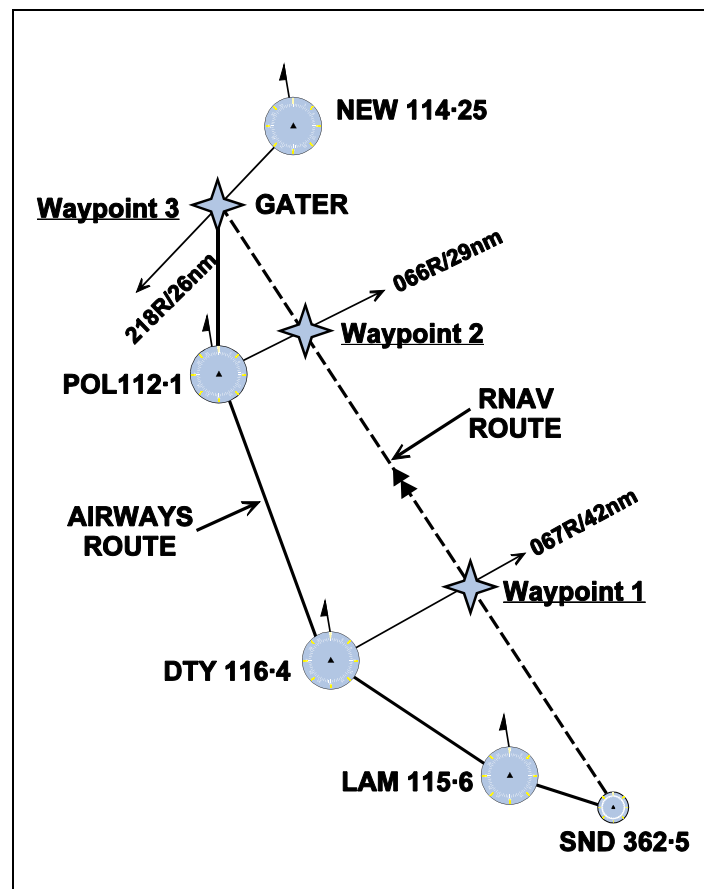 NEW 114·25
Waypoint 3
GATER
218R/26nm
066R/29nm
Waypoint 2
POL112·1
RNAV
ROUTE
AIRWAYS
ROUTE
067R/42nm
Waypoint 1
DTY 116·4
LAM 115·6
SND 362·5